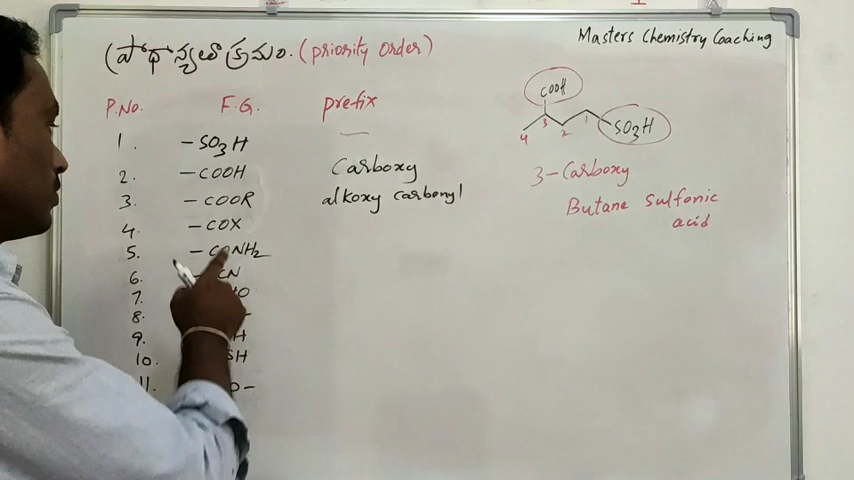 Masters Chemistry Coaching
(ప్రాధాన్యతాక్రమం. (priority order)
P.No. F.G. prefix
1. -SO3H —
2. -COOH Carboxy
3. -COOR alkoxy carbonyl
4. -COX
5. -CONH2
6. CN
7.
8.
9.
10. SH
11.
COOH
SO3H
4 3 2 1
3-Carboxy
Butane Sulfonic
acid